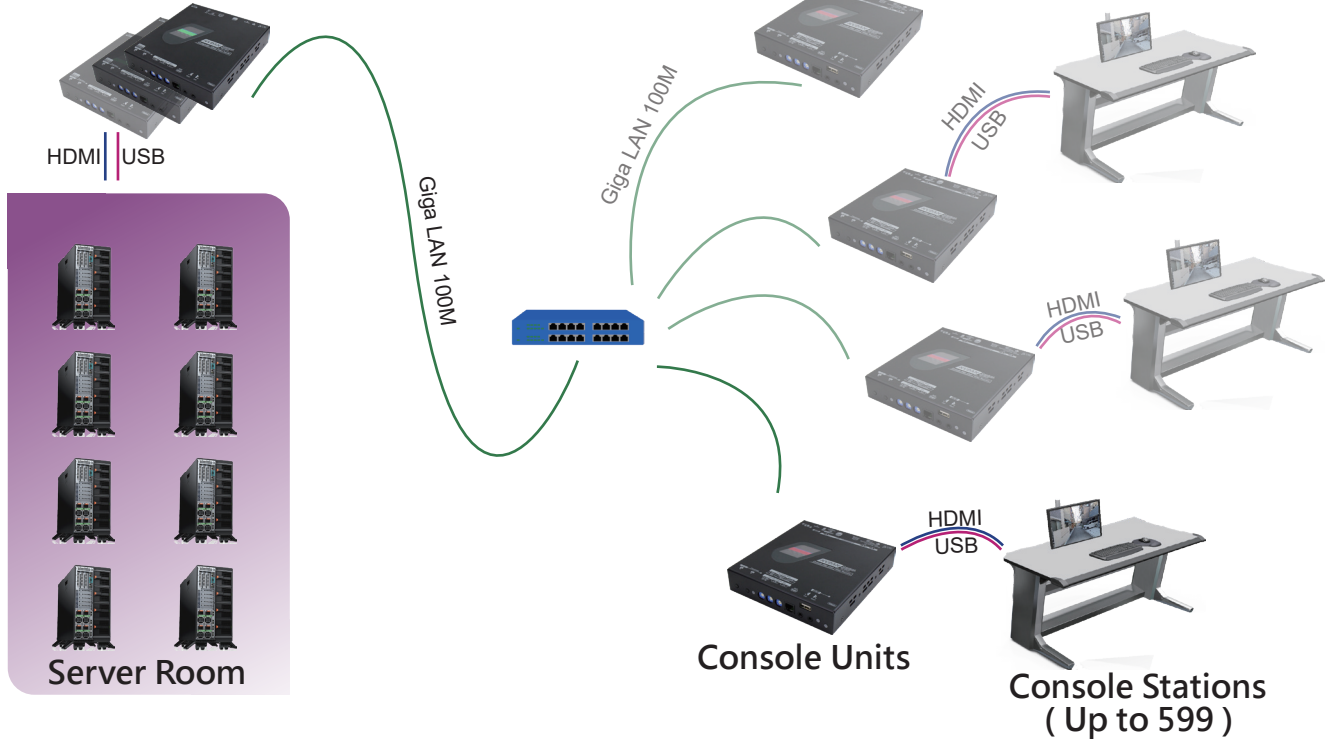 HDMI
USB
Server Room
Giga LAN 100M
Giga LAN 100M
HDMI
USB
HDMI
USB
HDMI
USB
Console Units
Console Stations
( Up to 599 )